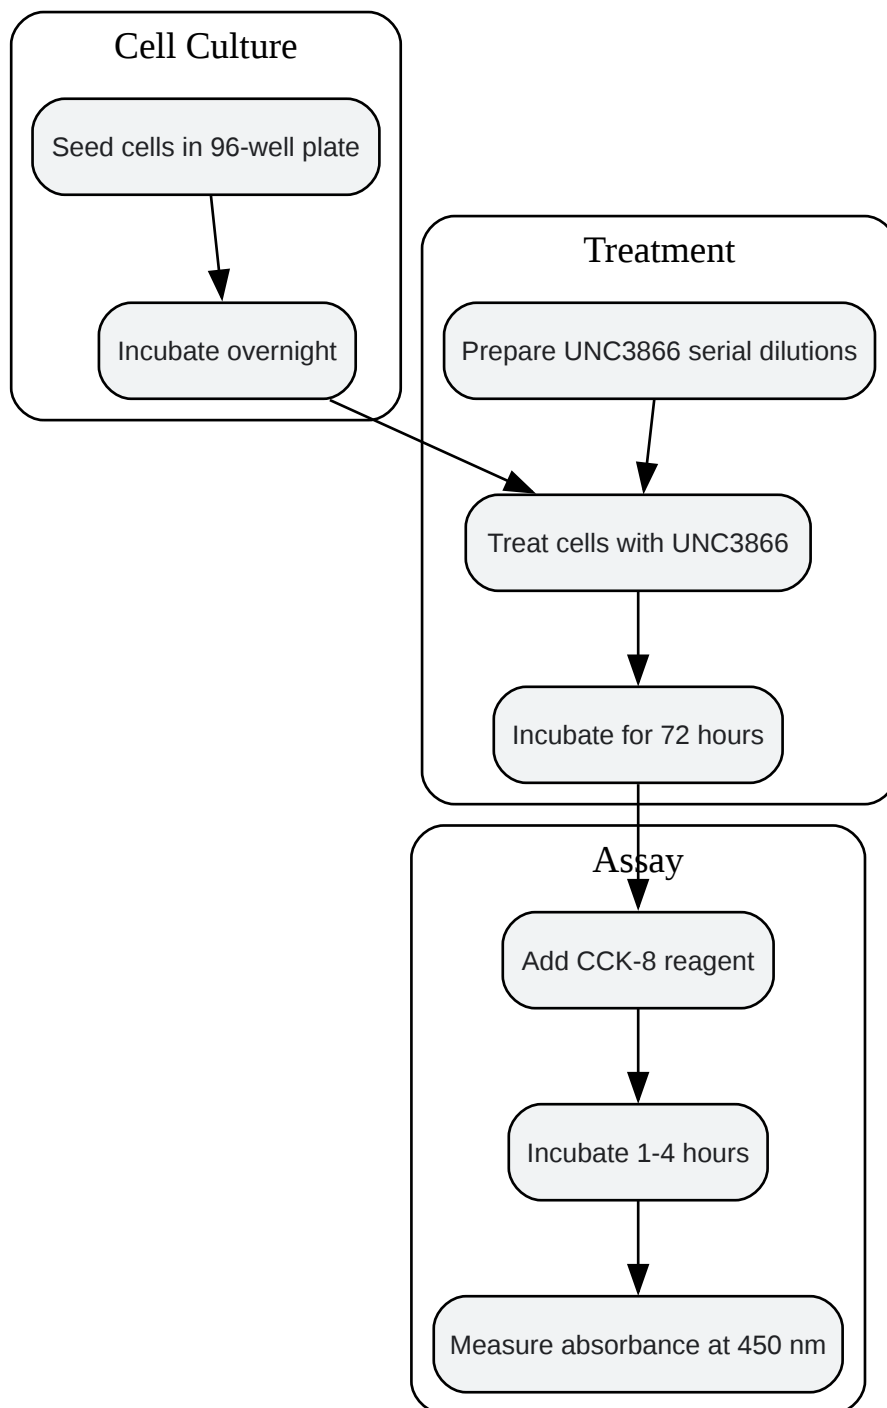 Cell Culture
Seed cells in 96-well plate
Incubate overnight
Treatment
Prepare UNC3866 serial dilutions
Treat cells with UNC3866
Incubate for 72 hours
Assay
Add CCK-8 reagent
Incubate 1-4 hours
Measure absorbance at 450 nm